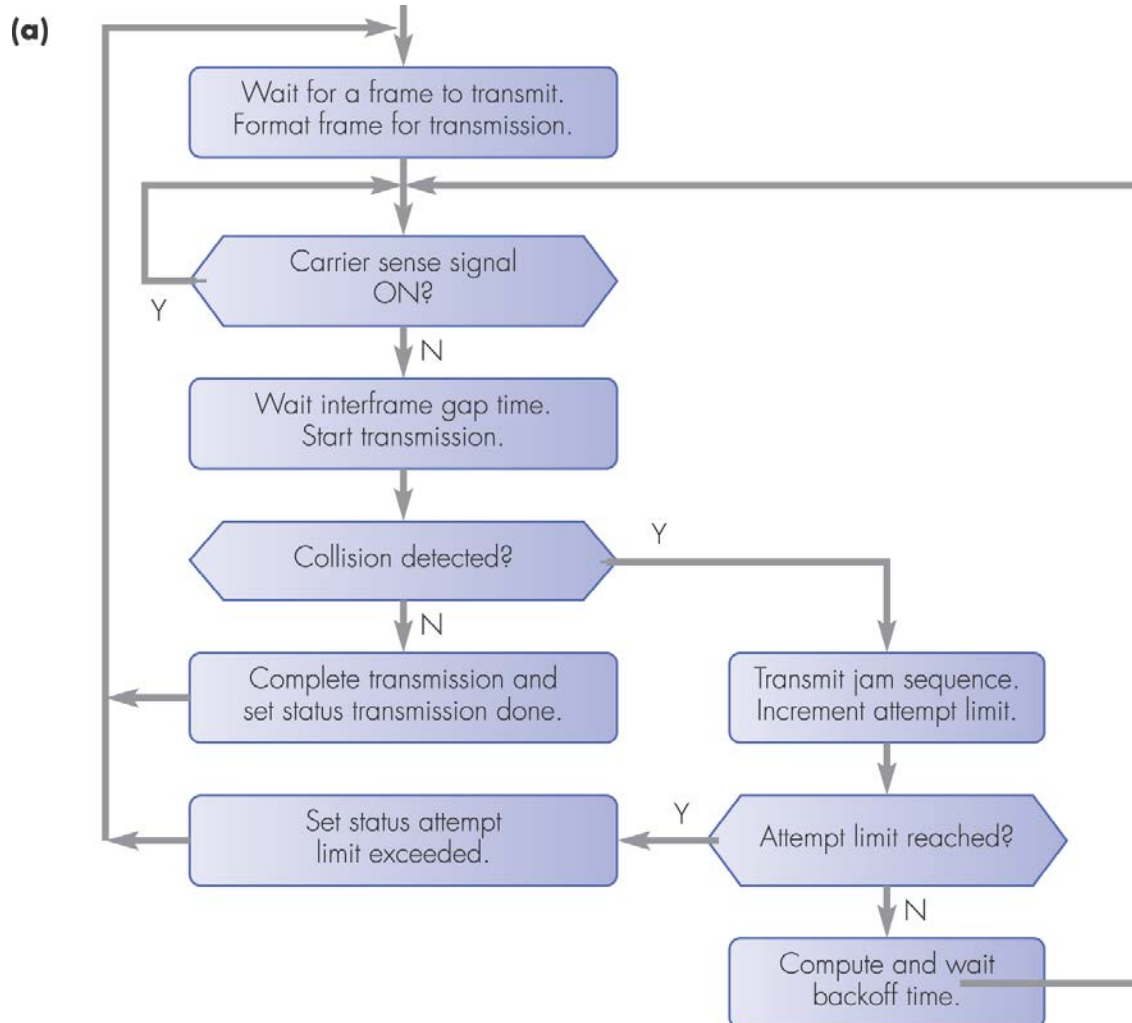 (a)
Wait for a frame to transmit.
Format frame for transmission.
Carrier sense signal
ON?
Y
N
Wait interframe gap time.
Start transmission.
Collision detected?
Y
N
Complete transmission and
set status transmission done.
Transmit jam sequence.
Increment attempt limit.
Set status attempt
limit exceeded.
Y
Attempt limit reached?
N
Compute and wait
backoff time.